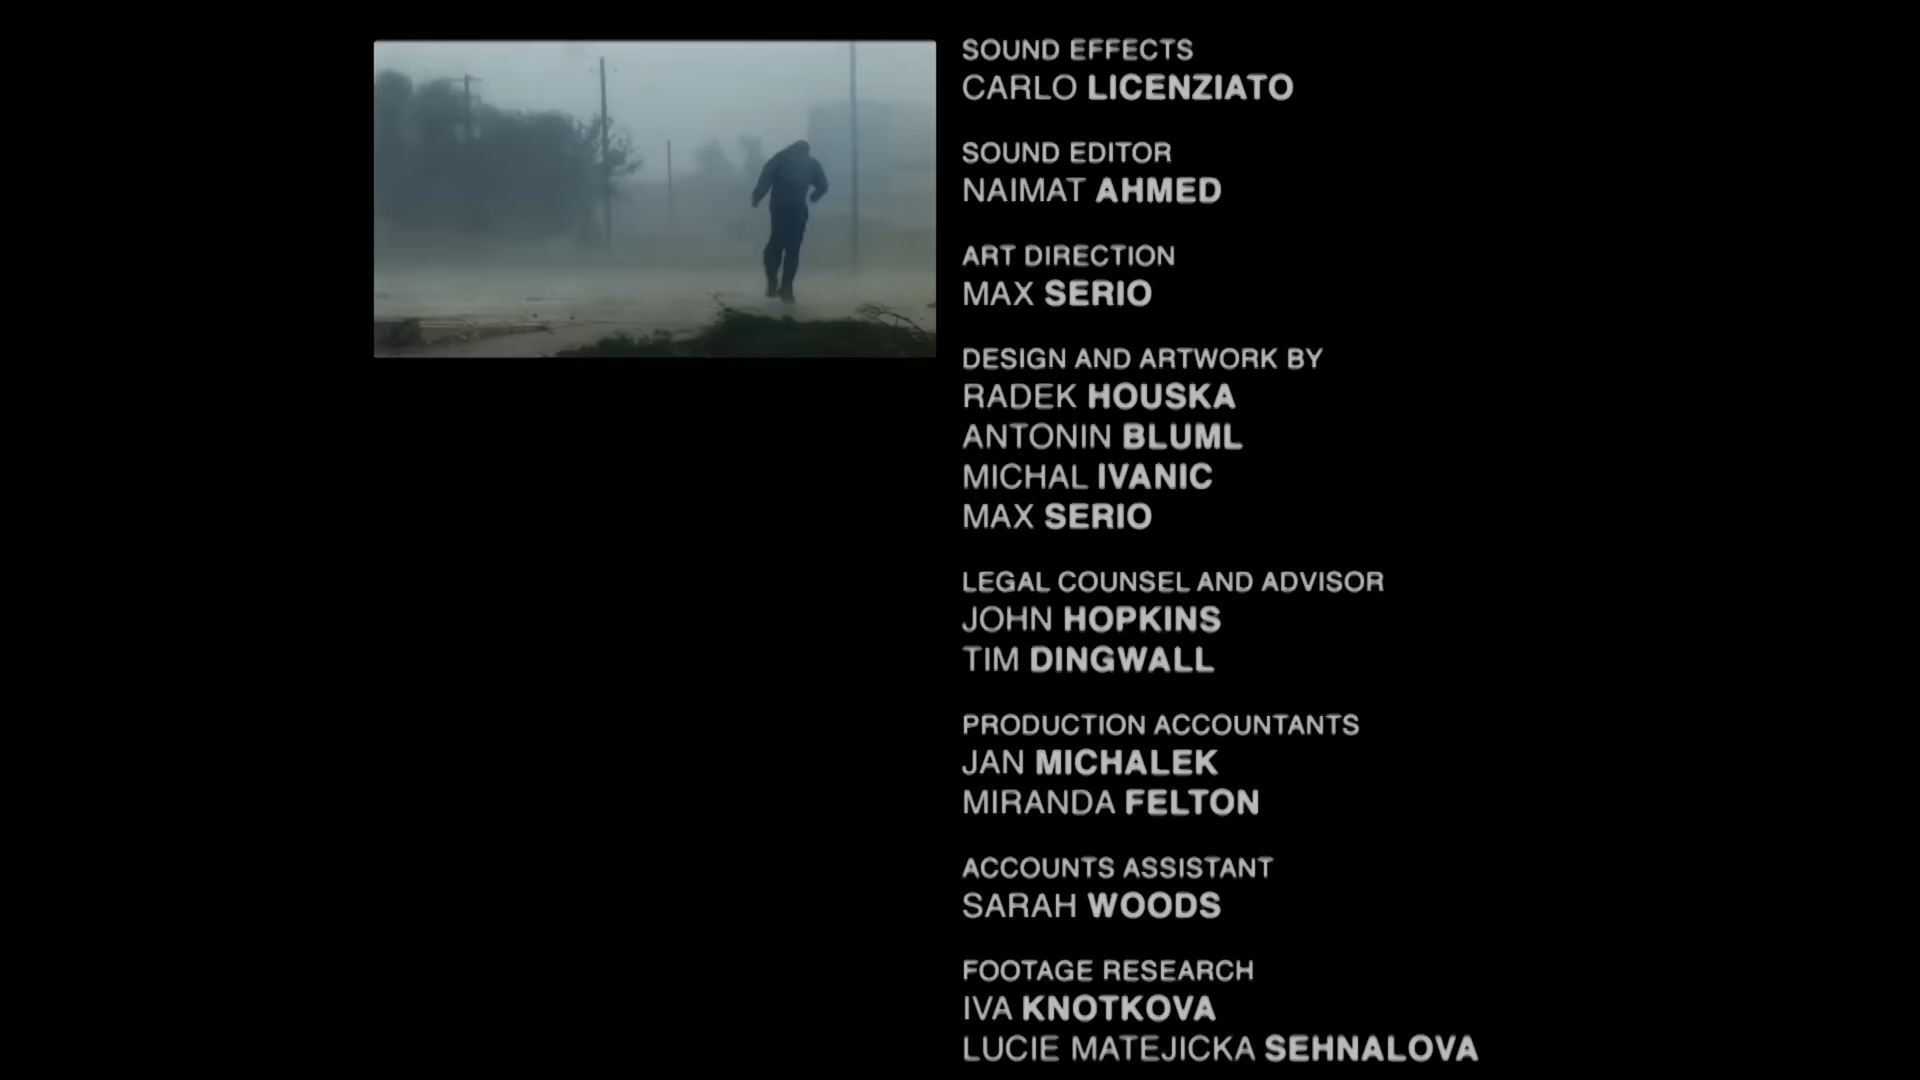 SOUND EFFECTS
CARLO LICENZIATO
SOUND EDITOR
NAIMAT AHMED
ART DIRECTION
MAX SERIO
DESIGN AND ARTWORK BY
RADEK HOUSKA
ANTONIN BLUML
MICHAL IVANIC
MAX SERIO
LEGAL COUNSEL AND ADVISOR
JOHN HOPKINS
TIM DINGWALL
PRODUCTION ACCOUNTANTS
JAN MICHALEK
MIRANDA FELTON
ACCOUNTS ASSISTANT
SARAH WOODS
FOOTAGE RESEARCH
IVA KNOTKOVA
LUCIE MATEJICKA SEHNALOVA